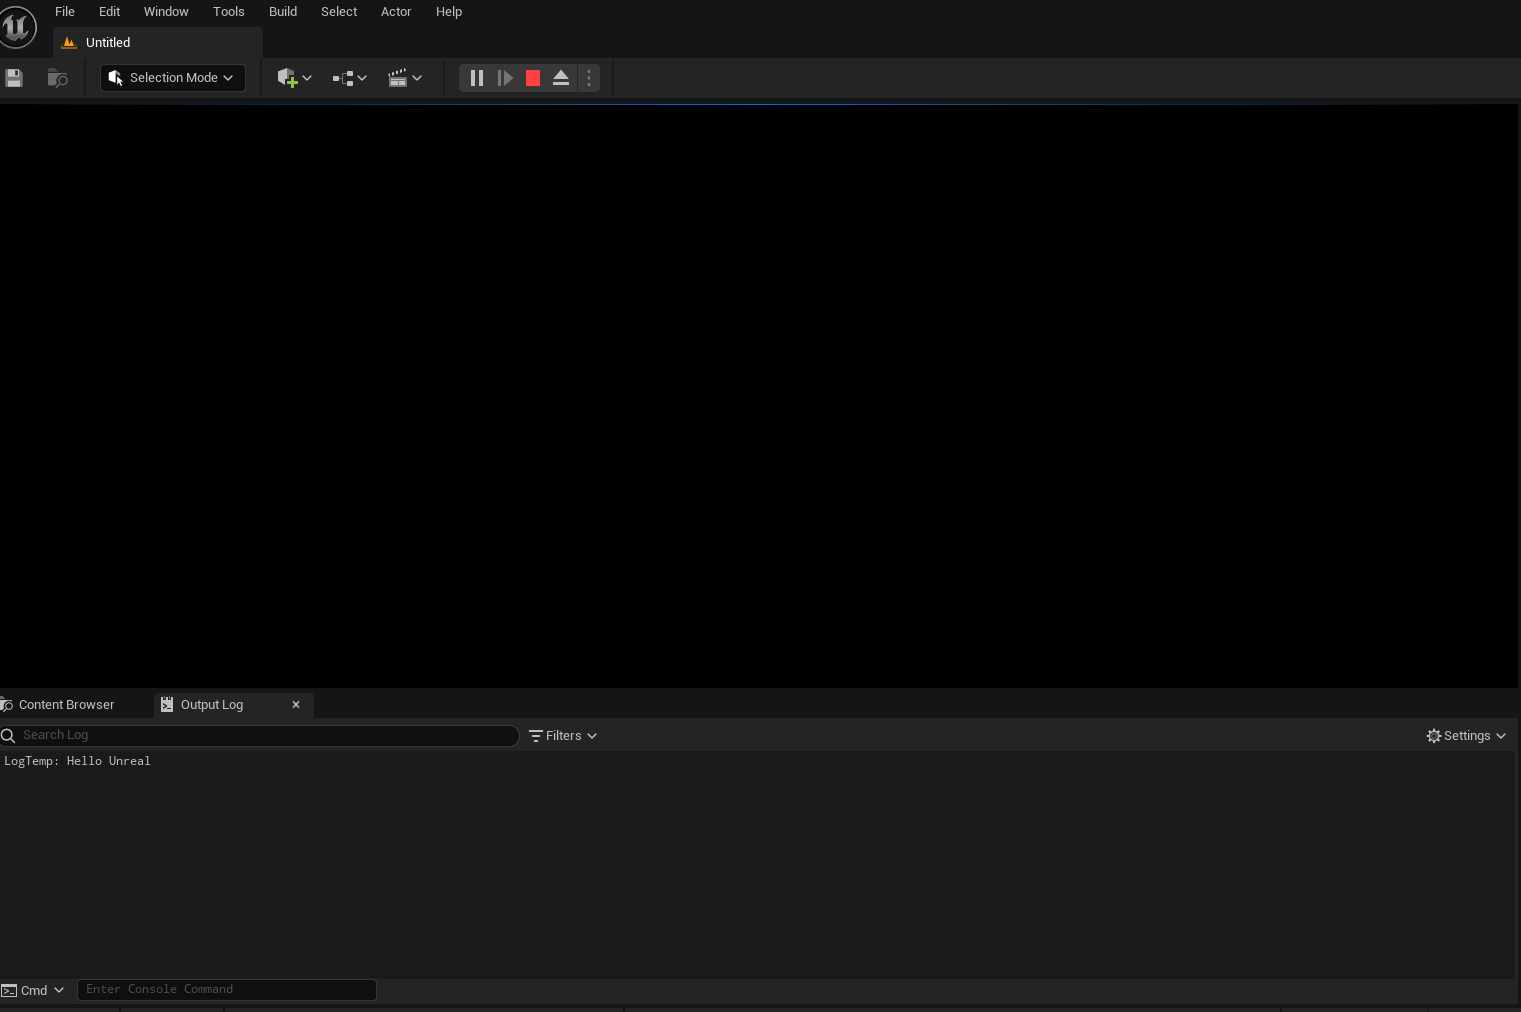 File Edit Window Tools Build Select Actor Help
Untitled
Selection Mode
Content Browser Output Log
Search Log Filters Settings
LogTemp: Hello Unreal
Cmd Enter Console Command